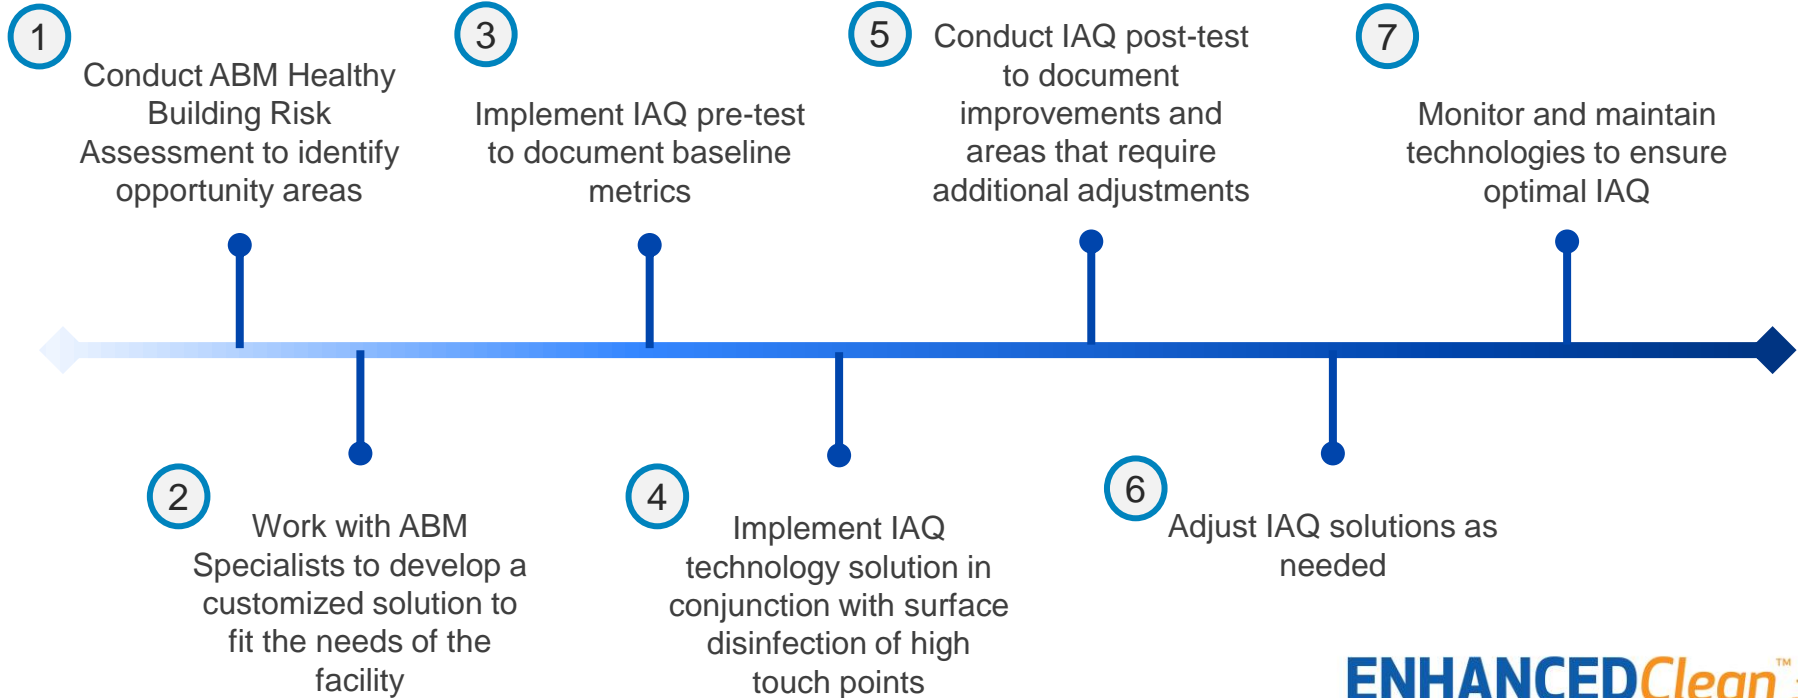 1
Conduct ABM Healthy
Building Risk
Assessment to identify
opportunity areas
2
Work with ABM
Specialists to develop a
customized solution to
fit the needs of the
facility
3
Implement IAQ pre-test
to document baseline
metrics
4
Implement IAQ
technology solution in
conjunction with surface
disinfection of high
touch points
5
Conduct IAQ post-test
to document
improvements and
areas that require
additional adjustments
6
Adjust IAQ solutions as
needed
7
Monitor and maintain
technologies to ensure
optimal IAQ
ENHANCEDClean™